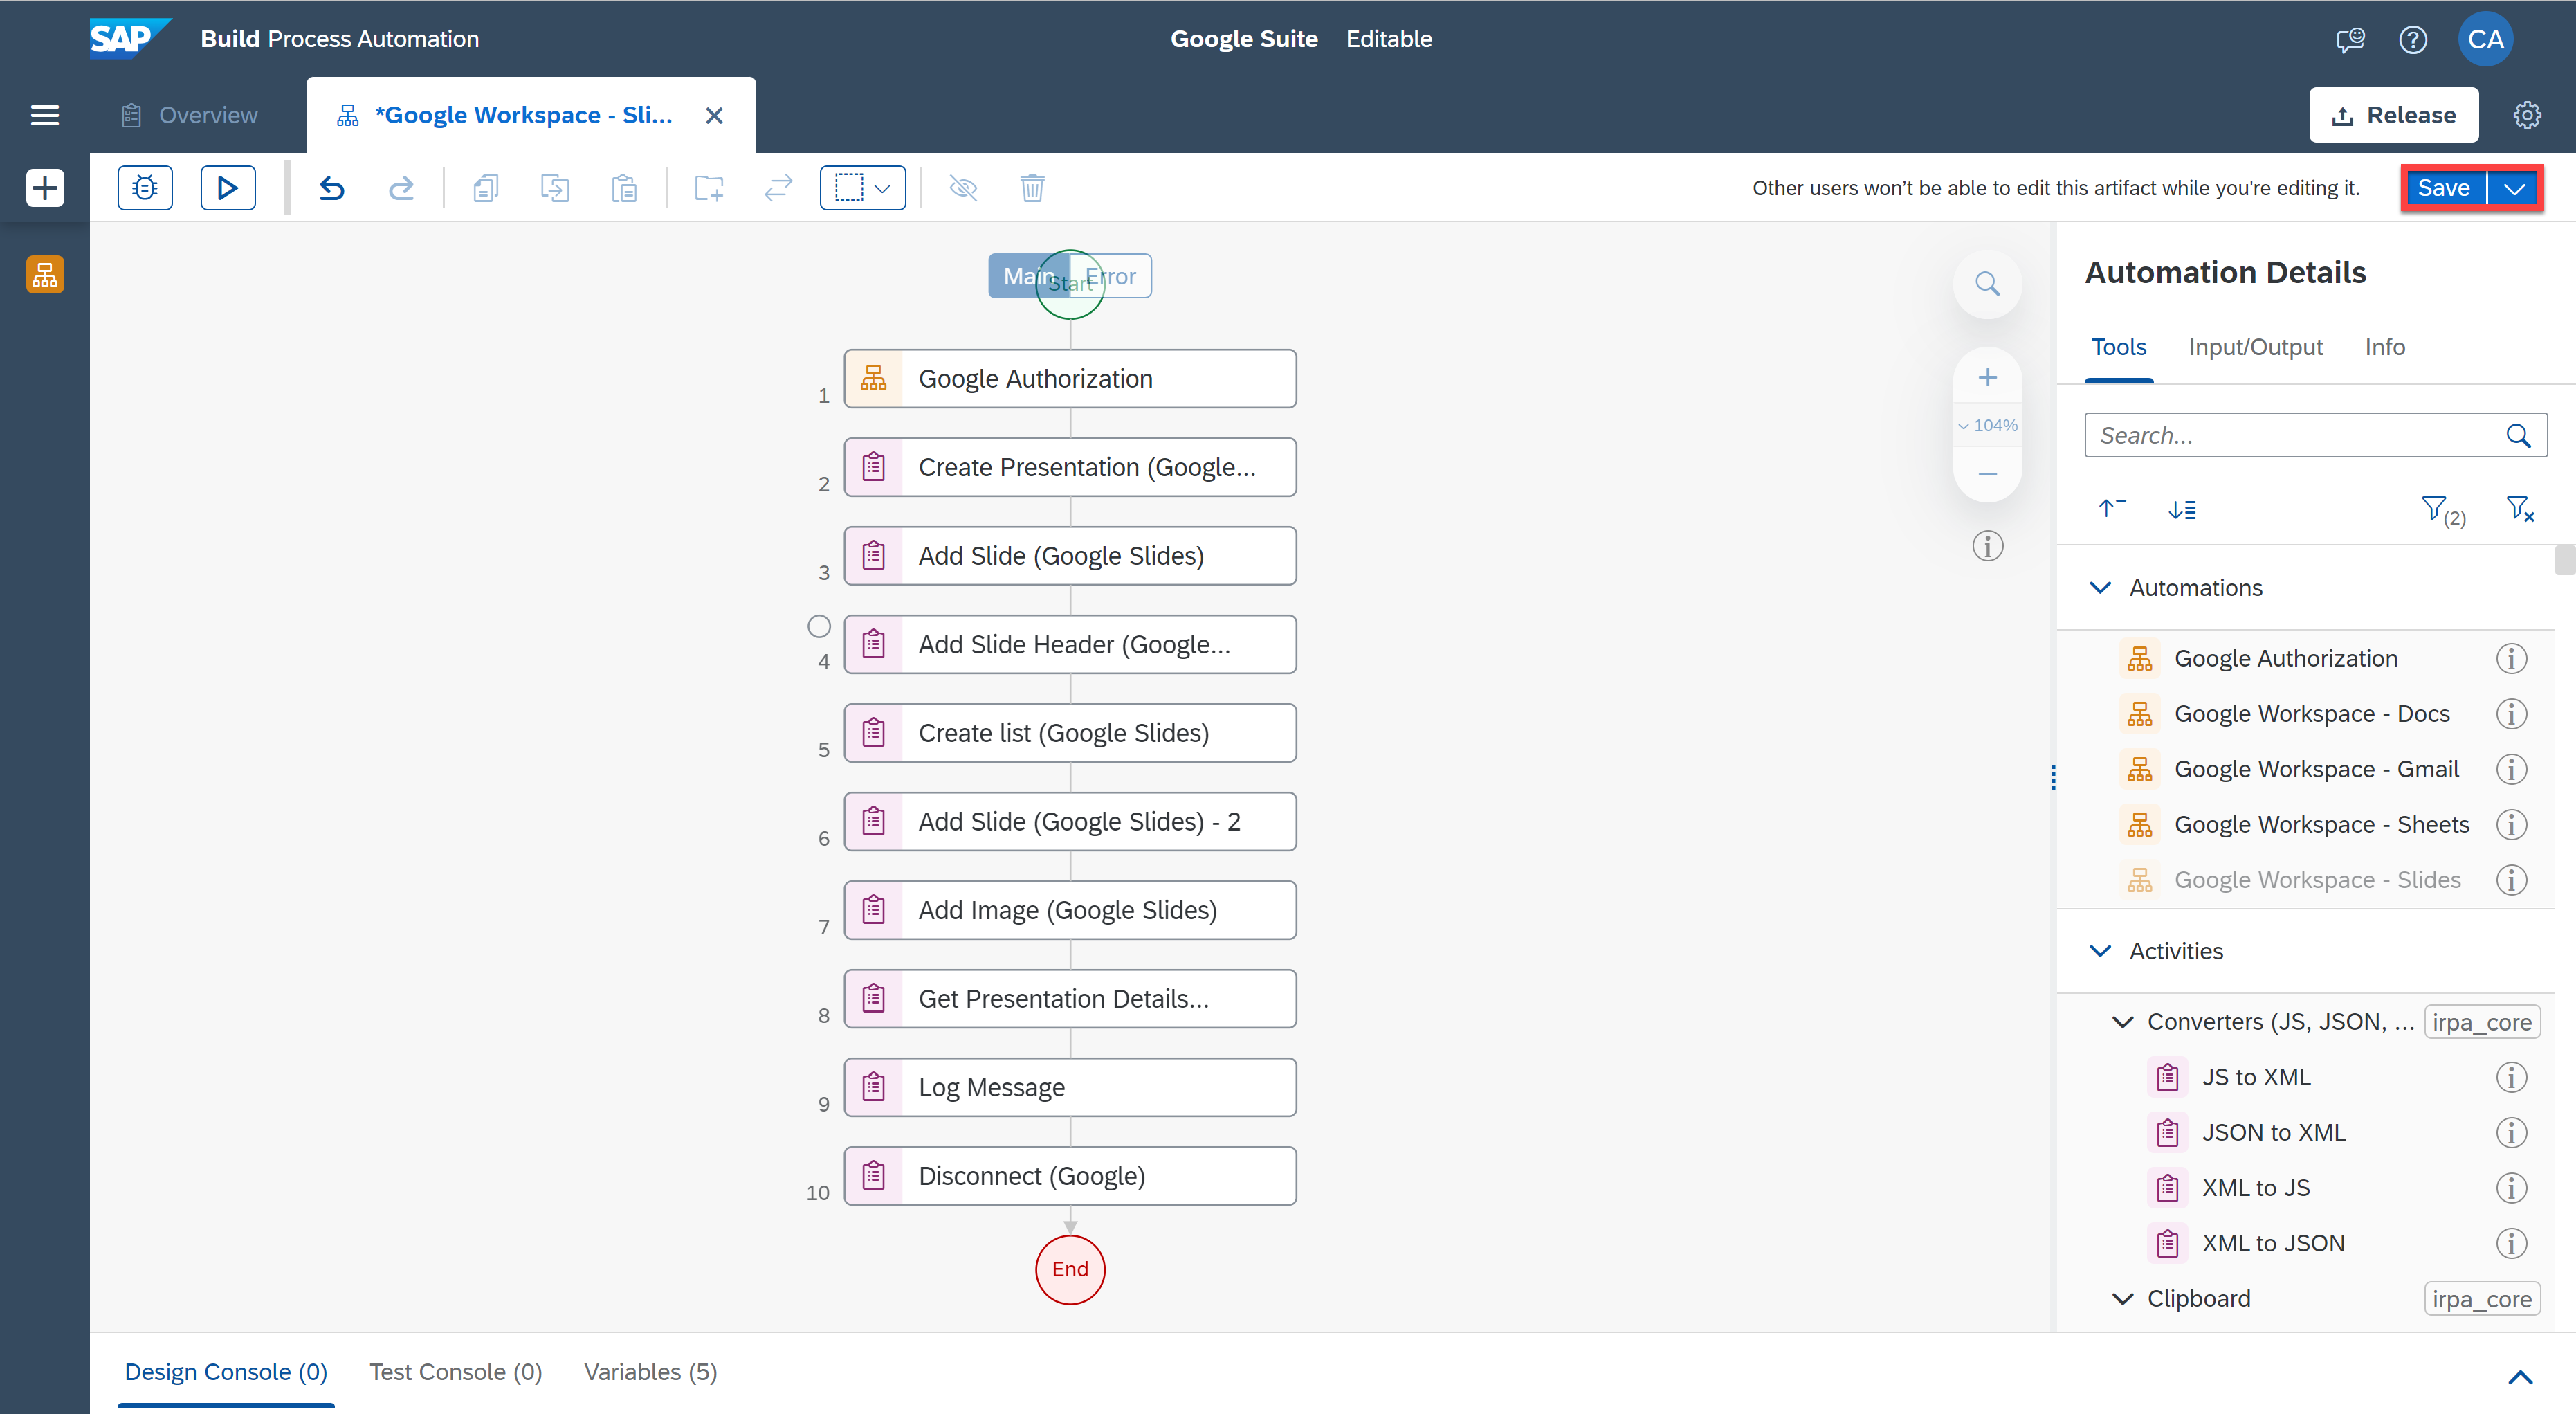 SAP Build Process Automation
Google Suite Editable
CA
Overview
*Google Workspace - Sli...
Release
Other users won't be able to edit this artifact while you're editing it.
Save
Main Error
Start
1 Google Authorization
2 Create Presentation (Google...
3 Add Slide (Google Slides)
4 Add Slide Header (Google...
5 Create list (Google Slides)
6 Add Slide (Google Slides) - 2
7 Add Image (Google Slides)
8 Get Presentation Details...
9 Log Message
10 Disconnect (Google)
End
104%
Automation Details
Tools Input/Output Info
Search...
(2)
Automations
Google Authorization
Google Workspace - Docs
Google Workspace - Gmail
Google Workspace - Sheets
Google Workspace - Slides
Activities
Converters (JS, JSON, ... irpa_core
JS to XML
JSON to XML
XML to JS
XML to JSON
Clipboard irpa_core
Design Console (0) Test Console (0) Variables (5)